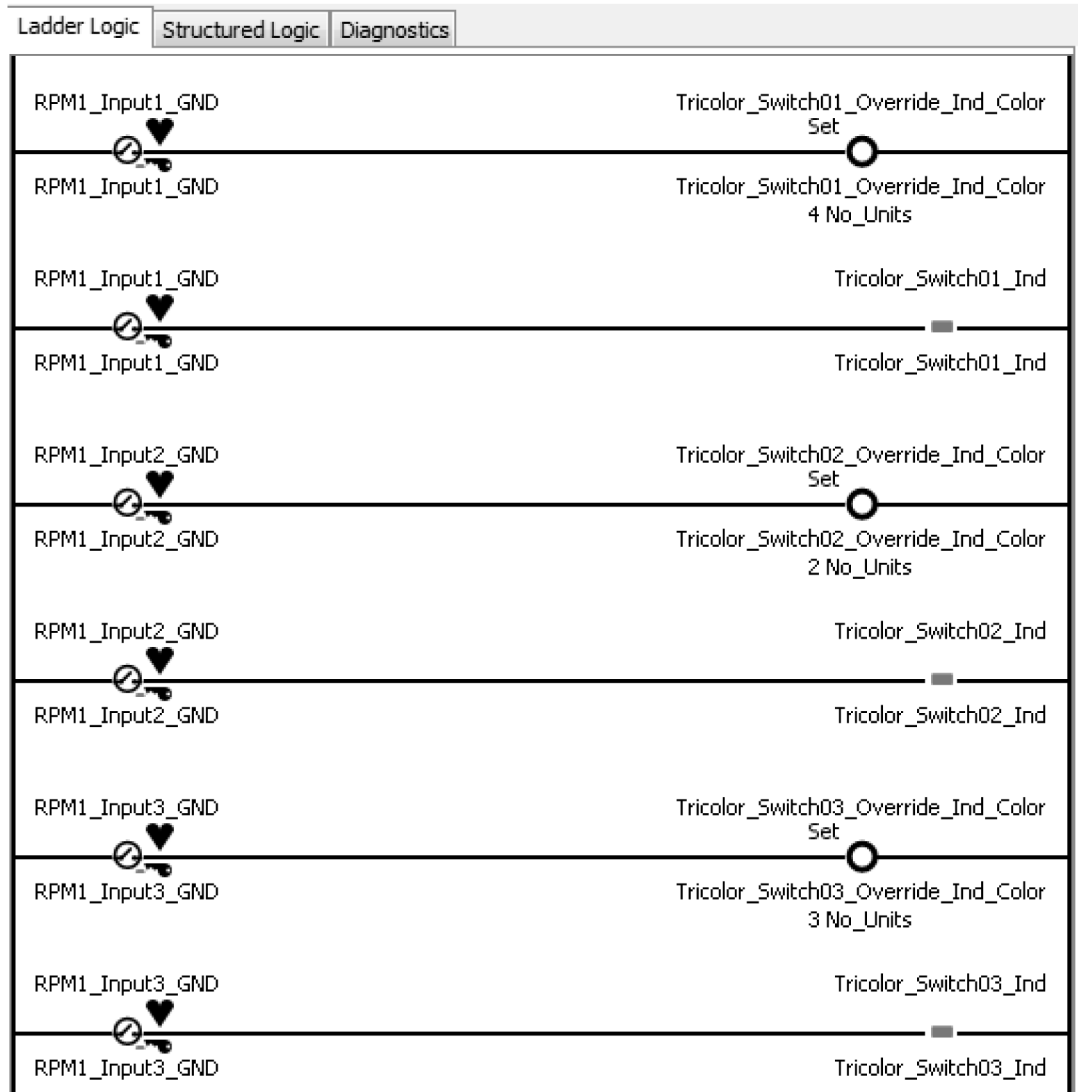 Ladder Logic Structured Logic Diagnostics
RPM1_Input1_GND Tricolor_Switch01_Override_Ind_Color
Set
RPM1_Input1_GND Tricolor_Switch01_Override_Ind_Color
4 No_Units
RPM1_Input1_GND Tricolor_Switch01_Ind
RPM1_Input1_GND Tricolor_Switch01_Ind
RPM1_Input2_GND Tricolor_Switch02_Override_Ind_Color
Set
RPM1_Input2_GND Tricolor_Switch02_Override_Ind_Color
2 No_Units
RPM1_Input2_GND Tricolor_Switch02_Ind
RPM1_Input2_GND Tricolor_Switch02_Ind
RPM1_Input3_GND Tricolor_Switch03_Override_Ind_Color
Set
RPM1_Input3_GND Tricolor_Switch03_Override_Ind_Color
3 No_Units
RPM1_Input3_GND Tricolor_Switch03_Ind
RPM1_Input3_GND Tricolor_Switch03_Ind